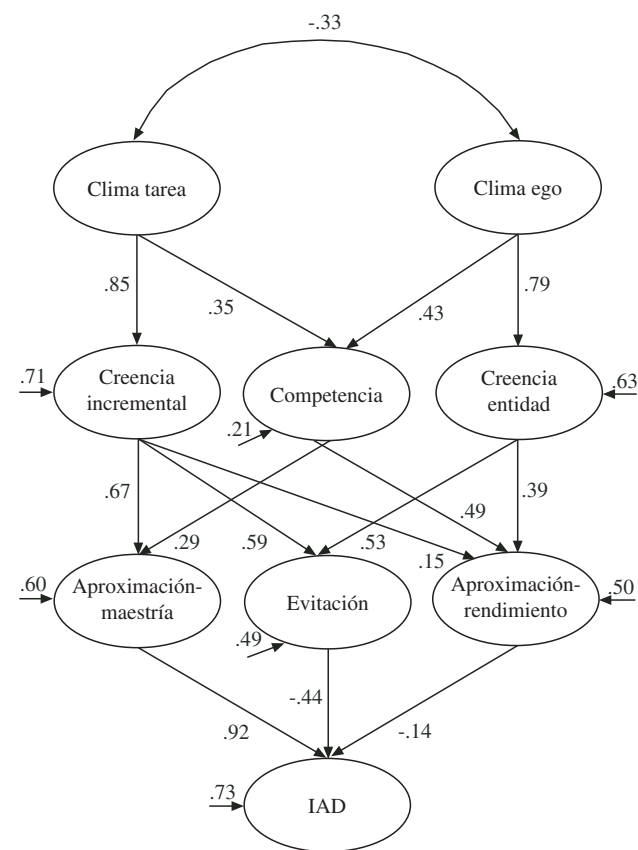 -.33
Clima tarea
Clima ego
.85
.35
.43
.79
.71
Creencia
incremental
Competencia
Creencia
entidad
.63
.21
.67
.29
.59
.53
.49
.39
.15
.60
Aproximación-
maestría
Evitación
Aproximación-
rendimiento
.50
.49
.92
-.44
-.14
.73
IAD